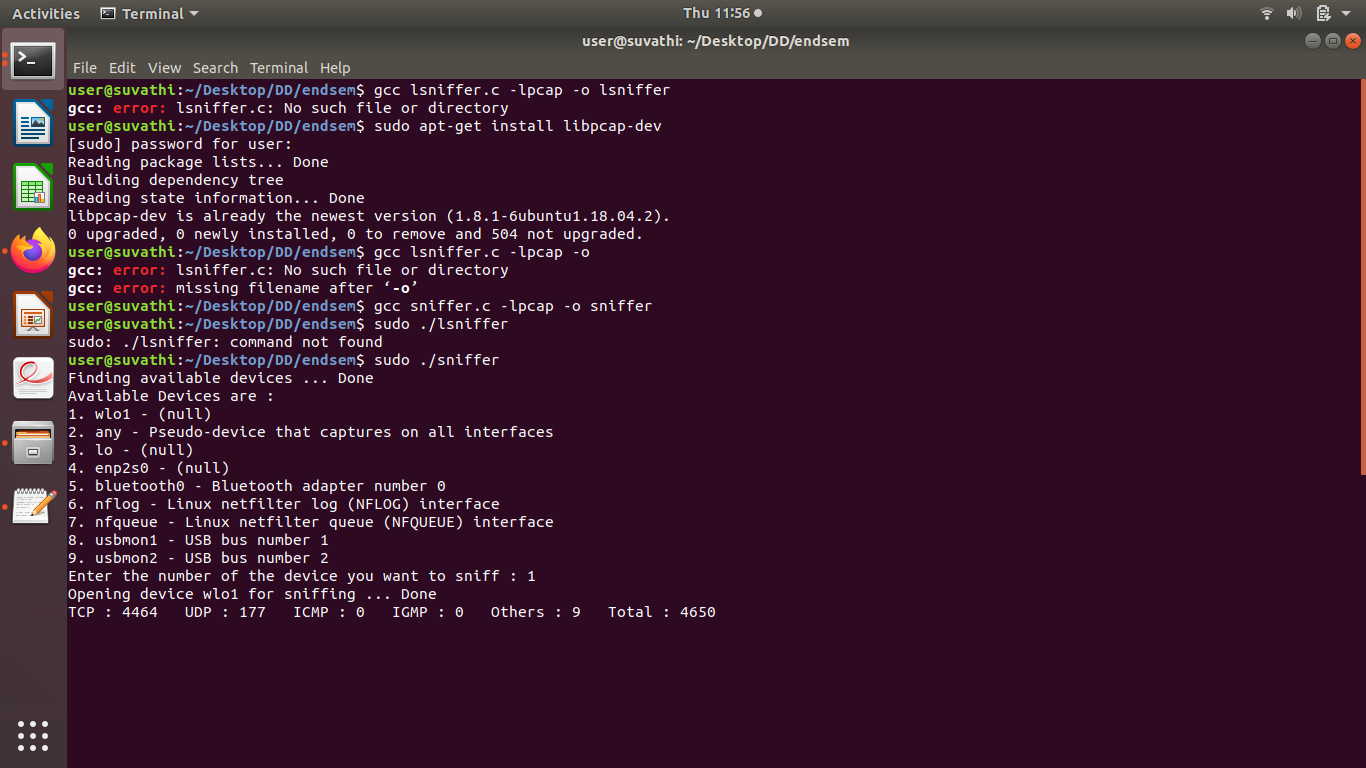 Activities Terminal Thu 11:56
user@suvathi: ~/Desktop/DD/endsem
File Edit View Search Terminal Help
user@suvathi:~/Desktop/DD/endsem$ gcc lsniffer.c -lpcap -o lsniffer
gcc: error: lsniffer.c: No such file or directory
user@suvathi:~/Desktop/DD/endsem$ sudo apt-get install libpcap-dev
[sudo] password for user:
Reading package lists... Done
Building dependency tree
Reading state information... Done
libpcap-dev is already the newest version (1.8.1-6ubuntu1.18.04.2).
0 upgraded, 0 newly installed, 0 to remove and 504 not upgraded.
user@suvathi:~/Desktop/DD/endsem$ gcc lsniffer.c -lpcap -o
gcc: error: lsniffer.c: No such file or directory
gcc: error: missing filename after ‘-o’
user@suvathi:~/Desktop/DD/endsem$ gcc sniffer.c -lpcap -o sniffer
user@suvathi:~/Desktop/DD/endsem$ sudo ./lsniffer
sudo: ./lsniffer: command not found
user@suvathi:~/Desktop/DD/endsem$ sudo ./sniffer
Finding available devices ... Done
Available Devices are :
1. wlo1 - (null)
2. any - Pseudo-device that captures on all interfaces
3. lo - (null)
4. enp2s0 - (null)
5. bluetooth0 - Bluetooth adapter number 0
6. nflog - Linux netfilter log (NFLOG) interface
7. nfqueue - Linux netfilter queue (NFQUEUE) interface
8. usbmon1 - USB bus number 1
9. usbmon2 - USB bus number 2
Enter the number of the device you want to sniff : 1
Opening device wlo1 for sniffing ... Done
TCP : 4464   UDP : 177   ICMP : 0   IGMP : 0   Others : 9   Total : 4650